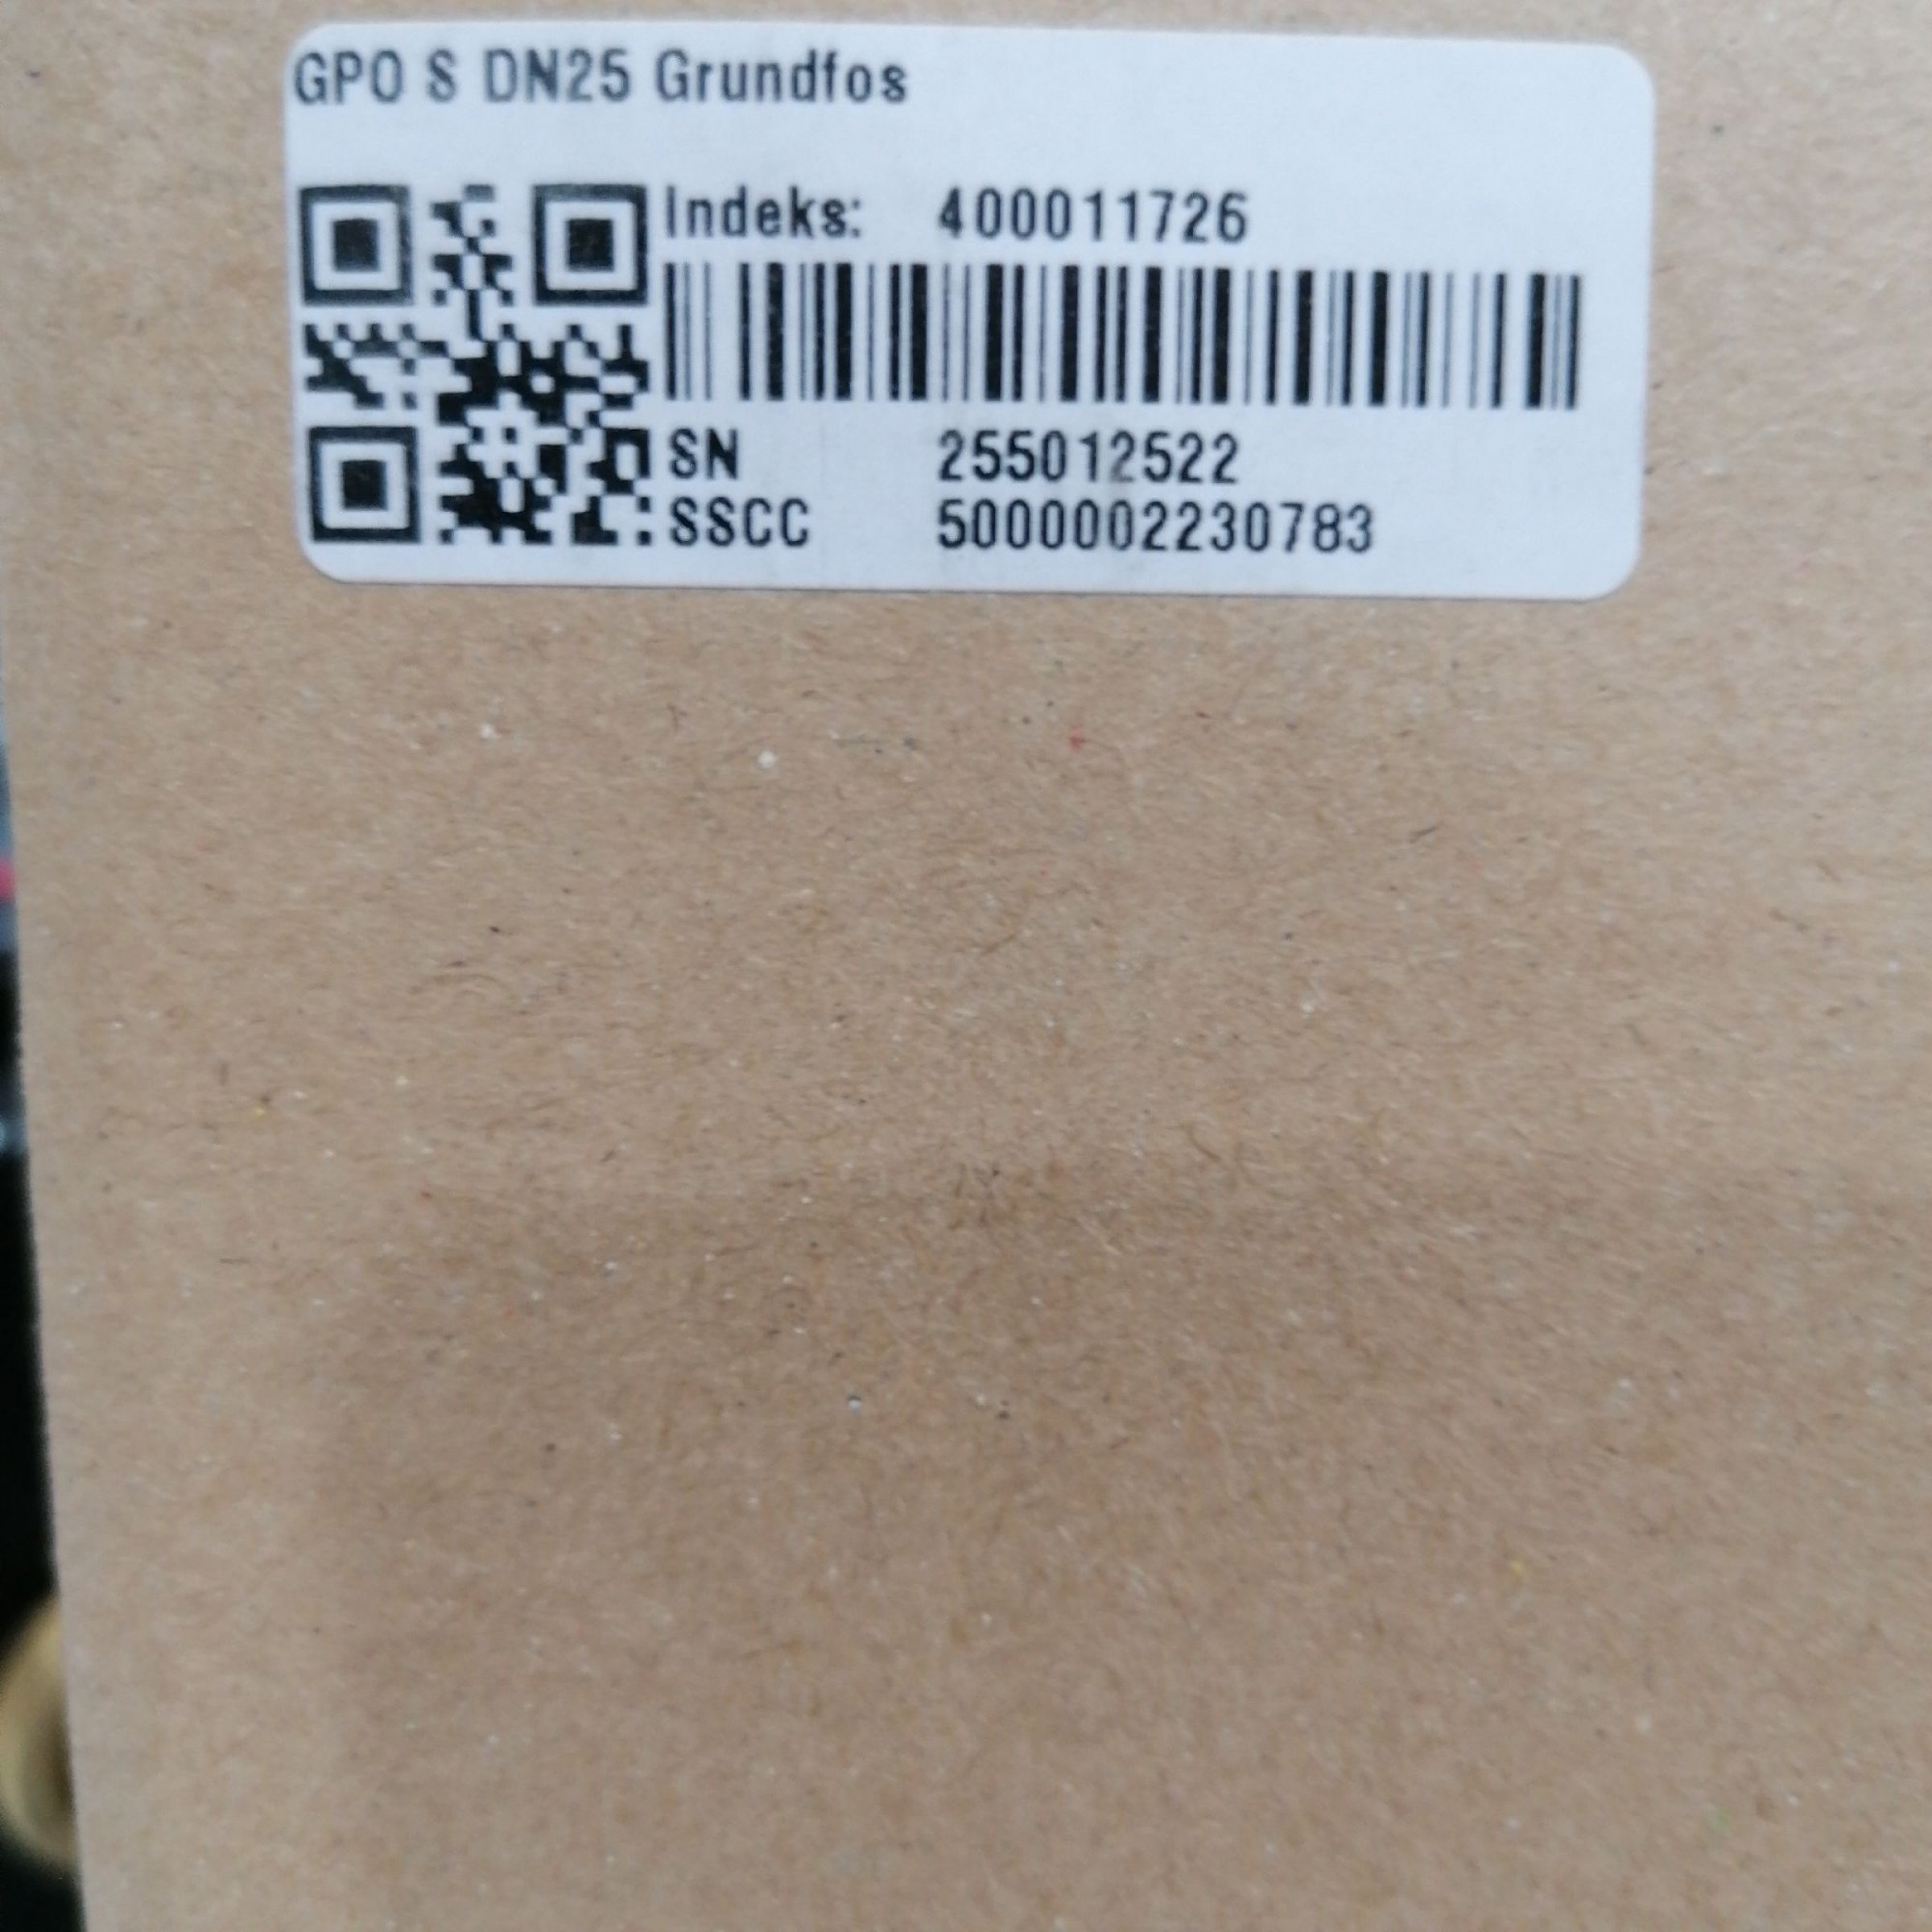 GPO S DN25 Grundfos
Indeks: 400011726
SN 255012522
SSCC 5000002230783